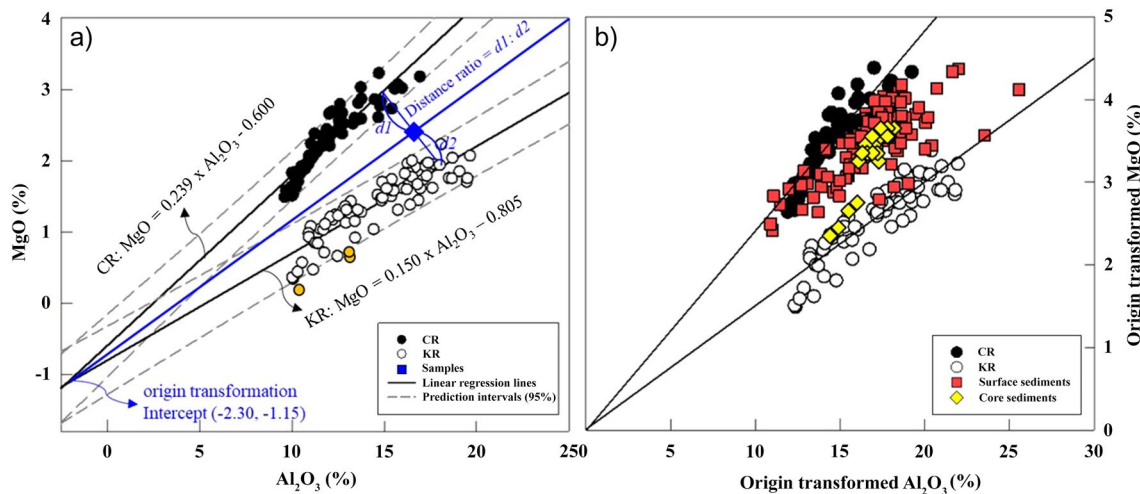 a)
MgO (%)
4
3
2
1
0
-1
0
5
10
15
20
250
Al₂O₃ (%)
CR: MgO = 0.239 x Al₂O₃ – 0.600
KR: MgO = 0.150 x Al₂O₃ – 0.805
Distance ratio = d1: d2
d1
d2
origin transformation
Intercept (-2.30, -1.15)
CR
KR
Samples
Linear regression lines
Prediction intervals (95%)
b)
5
4
3
2
1
0
Origin transformed MgO (%)
5
10
15
20
25
30
Origin transformed Al₂O₃ (%)
CR
KR
Surface sediments
Core sediments